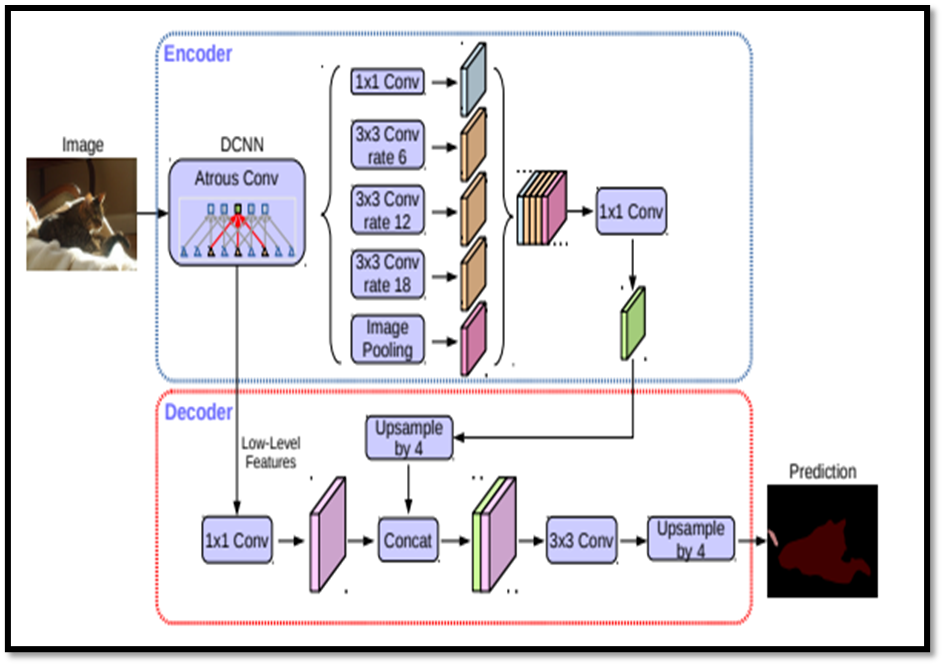 Encoder
Image
DCNN
Atrous Conv
1x1 Conv
3x3 Conv
rate 6
3x3 Conv
rate 12
3x3 Conv
rate 18
Image
Pooling
1x1 Conv
Decoder
Low-Level
Features
Upsample
by 4
1x1 Conv
Concat
3x3 Conv
Upsample
by 4
Prediction